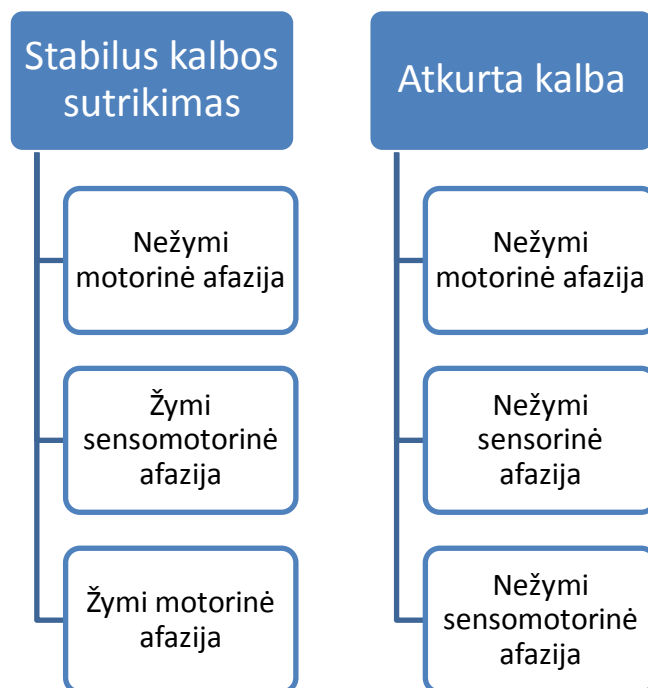 Stabilus kalbos
sutrikimas
Nežymi
motorinė afazija
Žymi
sensomotorinė
afazija
Žymi motorinė
afazija
Atkurta kalba
Nežymi
motorinė afazija
Nežymi
sensorinė
afazija
Nežymi
sensomotorinė
afazija